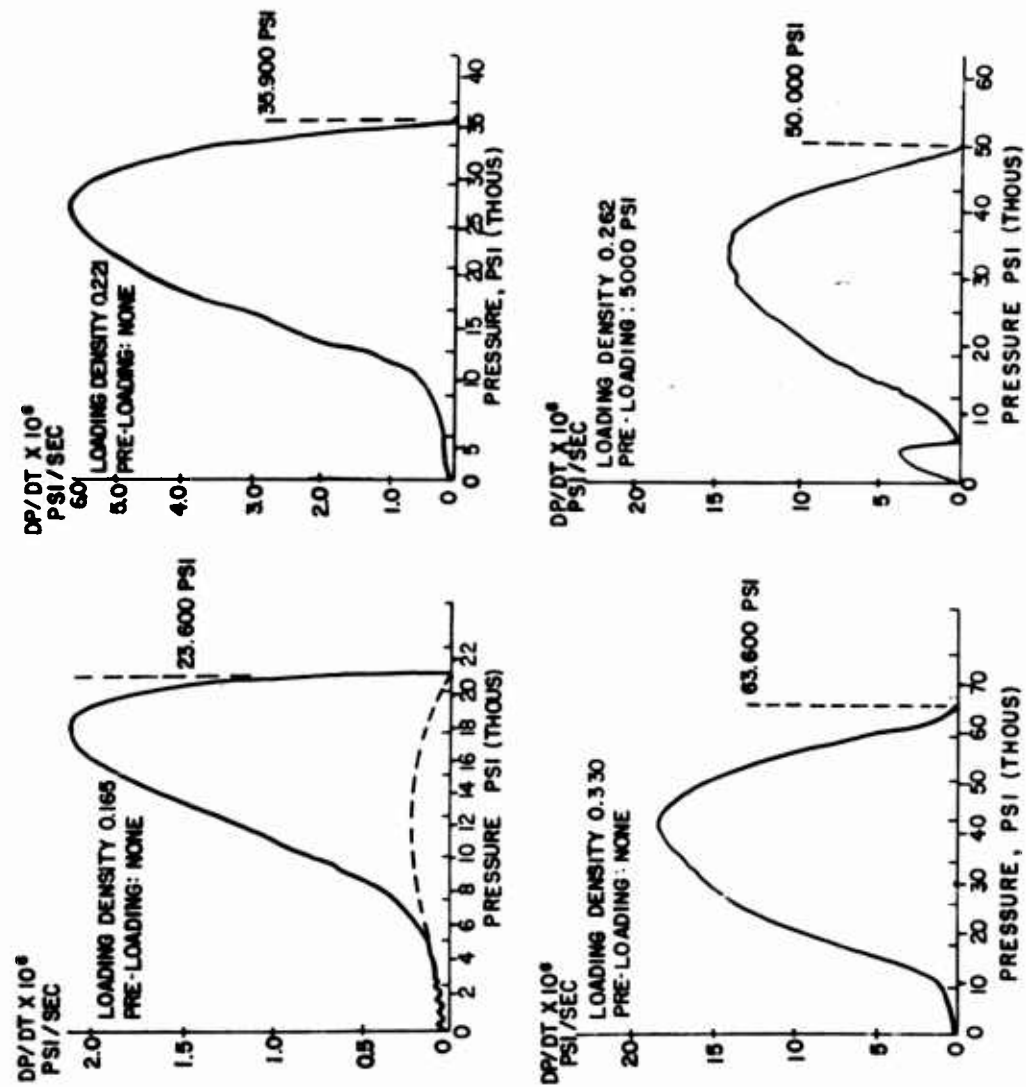 DP/DT X 10⁶
PSI/SEC
2.0
1.5
1.0
0.5
0
LOADING DENSITY 0.165
PRE-LOADING: NONE
23.600 PSI
2 4 6 8 10 12 14 16 18 20 22
PRESSURE PSI (THOUS)
DP/DT X 10⁶
PSI/SEC
6.0
5.0
4.0
3.0
2.0
1.0
0
LOADING DENSITY 0.221
PRE-LOADING: NONE
35.900 PSI
5 10 15 20 25 30 35 40
PRESSURE, PSI (THOUS)
DP/DT X 10⁶
PSI/SEC
20
15
10
5
0
LOADING DENSITY 0.330
PRE-LOADING: NONE
63.600 PSI
0 10 20 30 40 50 60 70
PRESSURE, PSI (THOUS)
DP/DT X 10⁶
PSI/SEC
20
15
10
5
0
LOADING DENSITY 0.262
PRE-LOADING: 5000 PSI
50.000 PSI
0 10 20 30 40 50 60
PRESSURE PSI (THOUS)